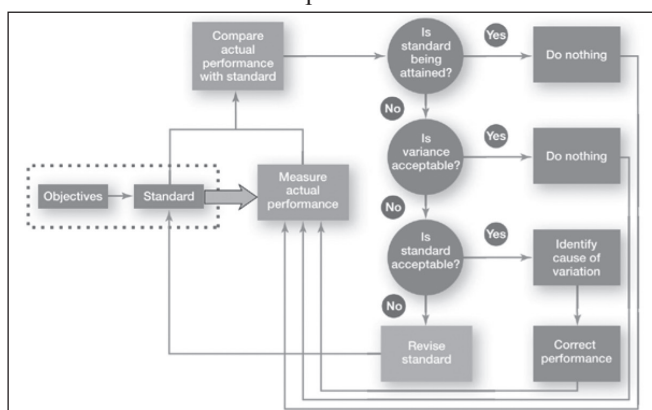 Compare
actual
performance
with standard
Is
standard
being
attained?
Yes
Do nothing
No
Is
variance
acceptable?
Yes
Do nothing
Objectives
Standard
Measure
actual
performance
No
Is
standard
acceptable?
Yes
Identify
cause of
variation
No
Revise
standard
Correct
performance